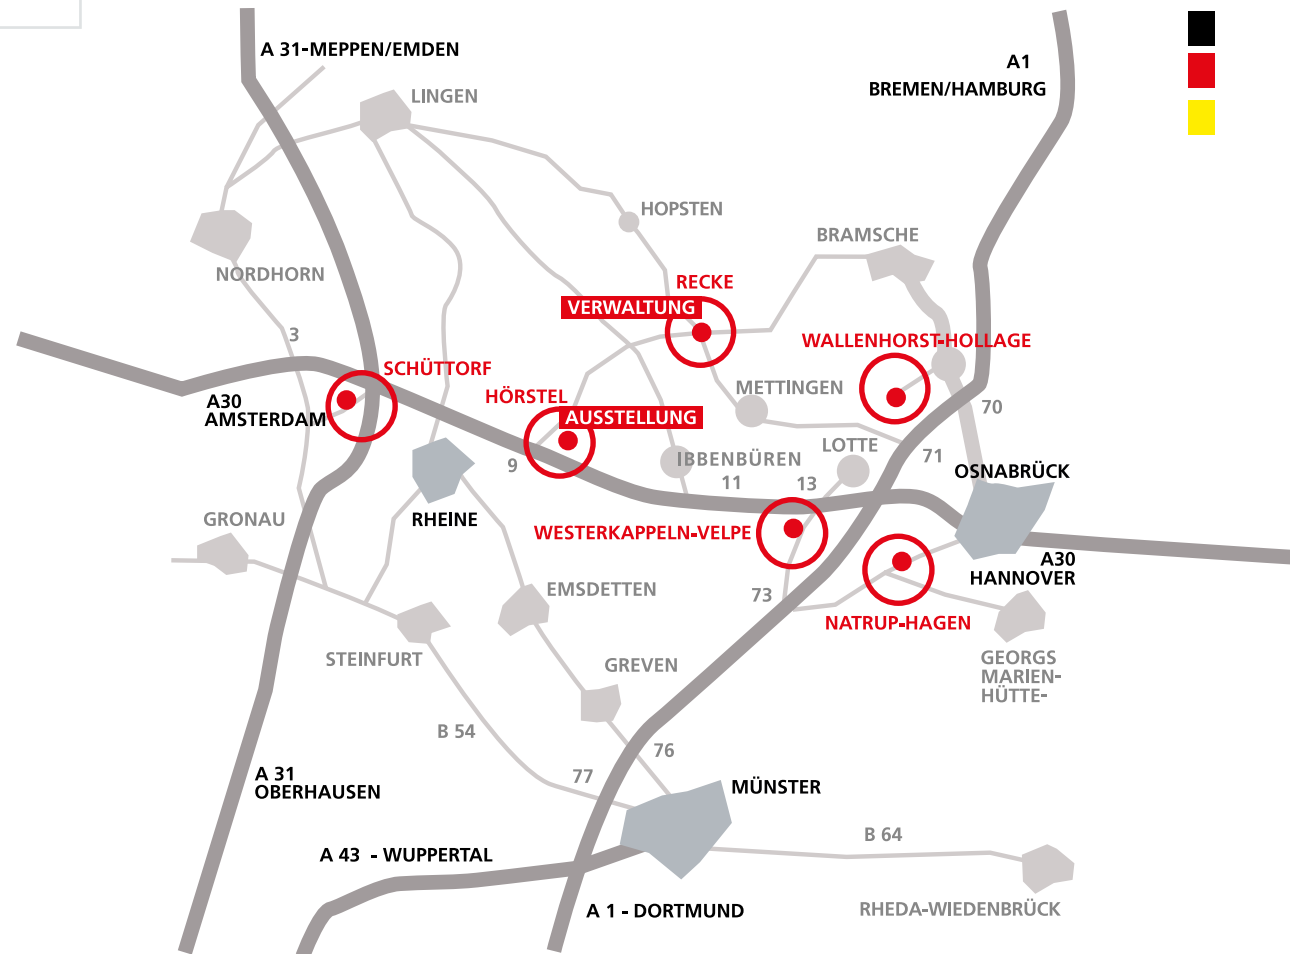 A 31-MEPPEN/EMDEN
A1
BREMEN/HAMBURG
LINGEN
HOPSTEN
BRAMSCHE
NORDHORN
RECKE
VERWALTUNG
3
WALLENHORST-HOLLAGE
SCHÜTTORF
HÖRSTEL
METTINGEN
A30
AMSTERDAM
AUSSTELLUNG
70
LOTTE
71
9
IBBENBÜREN
11
13
OSNABRÜCK
GRONAU
RHEINE
WESTERKAPPELN-VELPE
A30
HANNOVER
EMSDETTEN
73
NATRUP-HAGEN
STEINFURT
GREVEN
GEORGS
MARIEN-
HÜTTE-
B 54
76
A 31
OBERHAUSEN
77
MÜNSTER
B 64
A 43 - WUPPERTAL
A 1 - DORTMUND
RHEDA-WIEDENBRÜCK